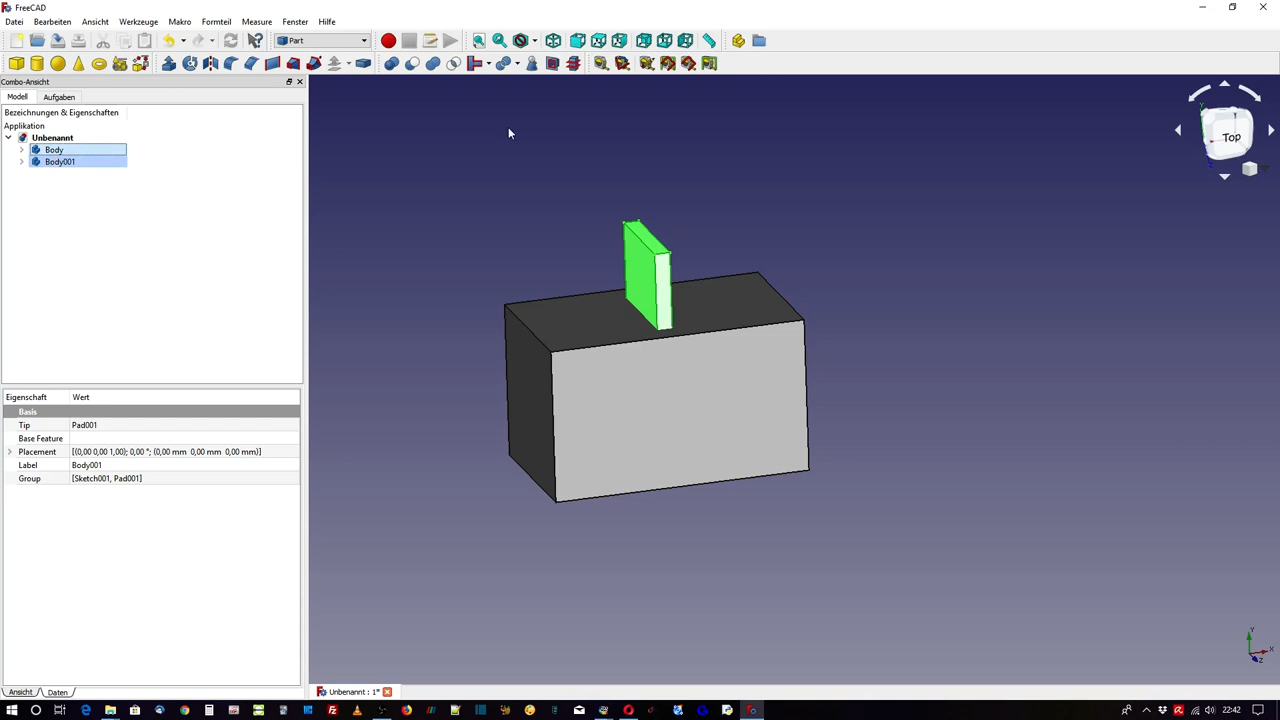 FreeCAD
Datei Bearbeiten Ansicht Werkzeuge Makro Formteil Measure Fenster Hilfe
Part
Combo-Ansicht
Modell Aufgaben
Bezeichnungen & Eigenschaften
Applikation
Unbenannt
Body
Body001
Top
Eigenschaft Wert
Basis
Tip Pad001
Base Feature
Placement [(0,00 0,00 1,00); 0,00 °; (0,00 mm 0,00 mm 0,00 mm)]
Label Body001
Group [Sketch001, Pad001]
Y
X
Z
Ansicht Daten
Unbenannt : 1*
22:42